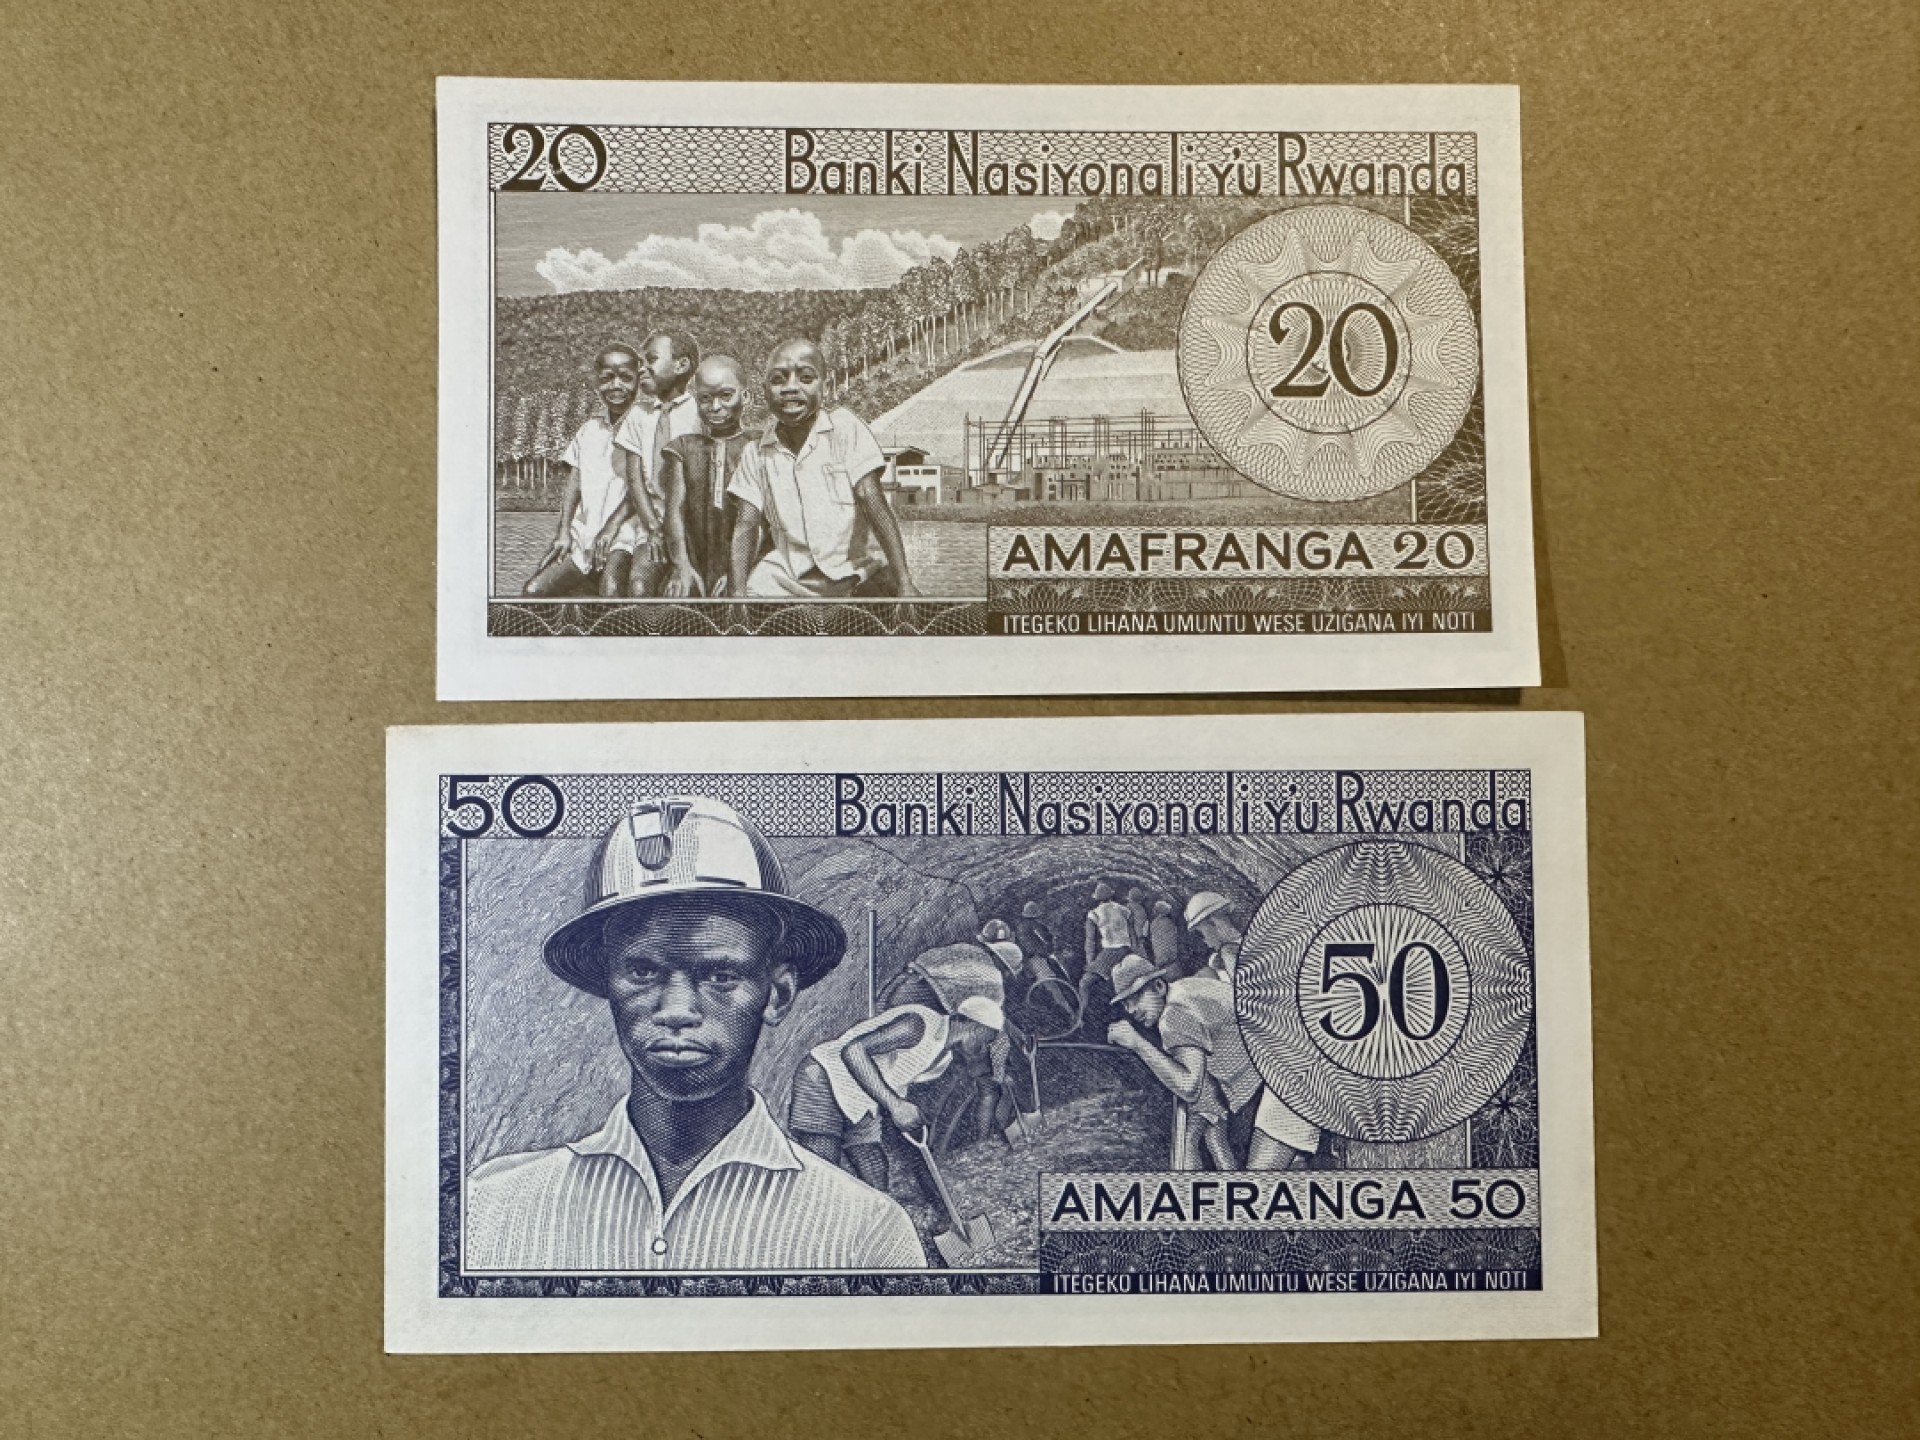 20 Banki Nasiyonali y'u Rwanda
20
AMAFRANGA 20
ITEGEKO LIHANA UMUNTU WESE UZIGANA IYI NOTI
50 Banki Nasiyonali y'u Rwanda
50
AMAFRANGA 50
ITEGEKO LIHANA UMUNTU WESE UZIGANA IYI NOTI